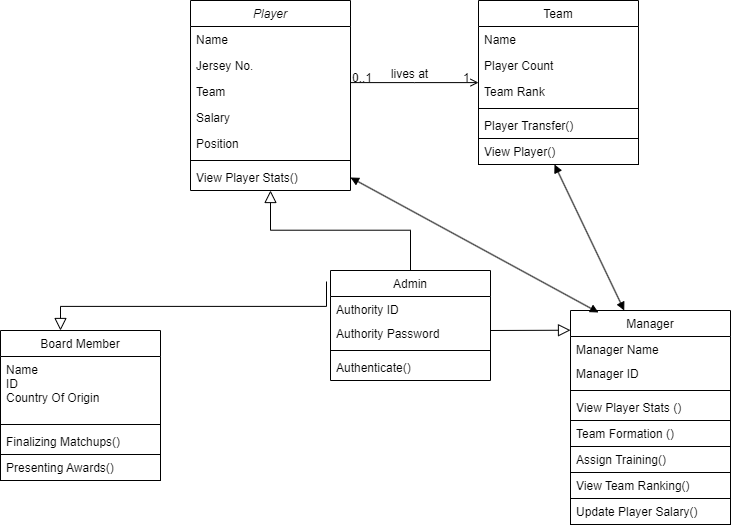 Player
Name
Jersey No.
Team
Salary
Position
View Player Stats()
0..1
lives at
1
Team
Name
Player Count
Team Rank
Player Transfer()
View Player()
Admin
Authority ID
Authority Password
Authenticate()
Board Member
Name
ID
Country Of Origin
Finalizing Matchups()
Presenting Awards()
Manager
Manager Name
Manager ID
View Player Stats ()
Team Formation ()
Assign Training()
View Team Ranking()
Update Player Salary()